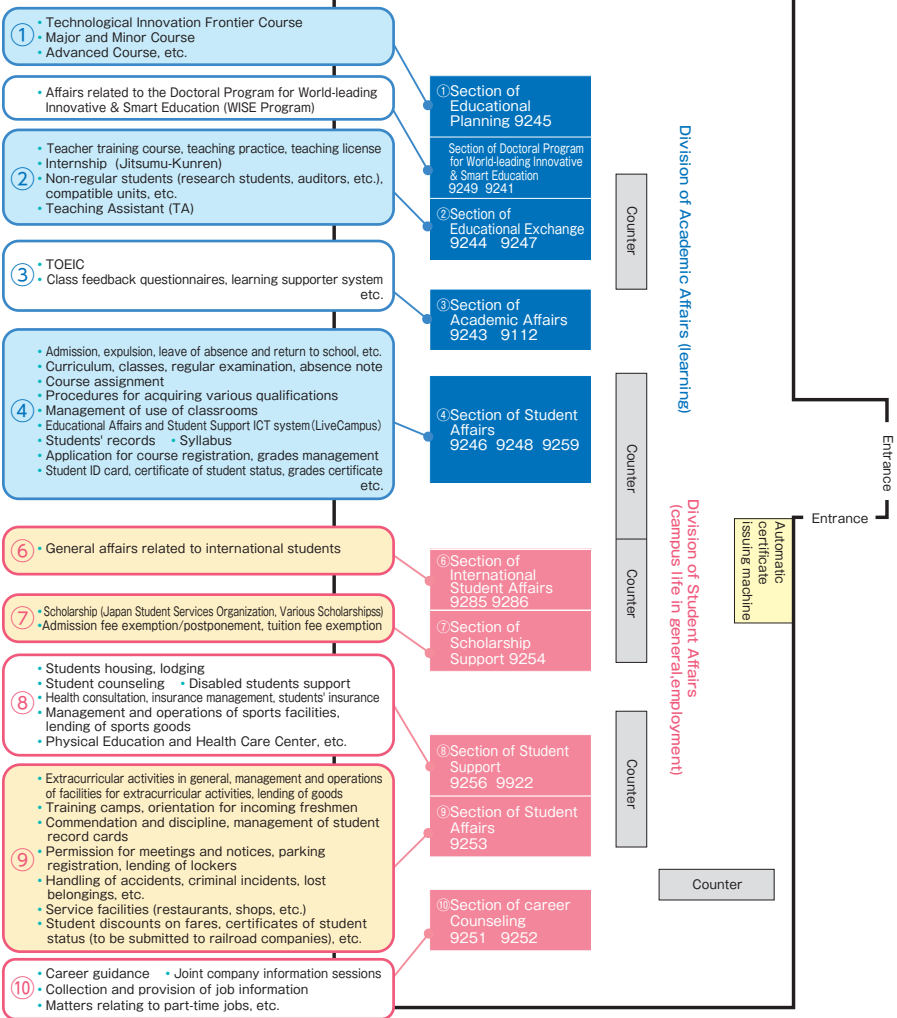 ① • Technological Innovation Frontier Course
• Major and Minor Course
• Advanced Course, etc.
• Affairs related to the Doctoral Program for World-leading
Innovative & Smart Education (WISE Program)
② • Teacher training course, teaching practice, teaching license
• Internship (Jitsumu-Kunren)
• Non-regular students (research students, auditors, etc.),
compatible units, etc.
• Teaching Assistant (TA)
③ • TOEIC
• Class feedback questionnaires, learning supporter system
etc.
④ • Admission, expulsion, leave of absence and return to school, etc.
• Curriculum, classes, regular examination, absence note
• Course assignment
• Procedures for acquiring various qualifications
• Management of use of classrooms
• Educational Affairs and Student Support ICT system(LiveCampus)
• Students' records • Syllabus
• Application for course registration, grades management
• Student ID card, certificate of student status, grades certificate
etc.
⑥ • General affairs related to international students
⑦ • Scholarship (Japan Student Services Organization, Various Scholarshipss)
• Admission fee exemption/postponement, tuition fee exemption
⑧ • Students housing, lodging
• Student counseling • Disabled students support
• Health consultation, insurance management, students' insurance
• Management and operations of sports facilities,
lending of sports goods
• Physical Education and Health Care Center, etc.
⑨ • Extracurricular activities in general, management and operations
of facilities for extracurricular activities, lending of goods
• Training camps, orientation for incoming freshmen
• Commendation and discipline, management of student
record cards
• Permission for meetings and notices, parking
registration, lending of lockers
• Handling of accidents, criminal incidents, lost
belongings, etc.
• Service facilities (restaurants, shops, etc.)
• Student discounts on fares, certificates of student
status (to be submitted to railroad companies), etc.
⑩ • Career guidance • Joint company information sessions
• Collection and provision of job information
• Matters relating to part-time jobs, etc.
①Section of
Educational
Planning 9245
Section of Doctoral Program
for World-leading Innovative
& Smart Education
9249 9241
②Section of
Educational Exchange
9244 9247
③Section of
Academic Affairs
9243 9112
④Section of Student
Affairs
9246 9248 9259
⑥Section of
International
Student Affairs
9285 9286
⑦Section of
Scholarship
Support 9254
⑧Section of Student
Support
9256 9922
⑨Section of Student
Affairs
9253
⑩Section of career
Counseling
9251 9252
Counter
Counter
Counter
Counter
Counter
Division of Academic Affairs (learning)
Division of Student Affairs
(campus life in general,employment)
Automatic
certificate
issuing machine
Entrance
Entrance